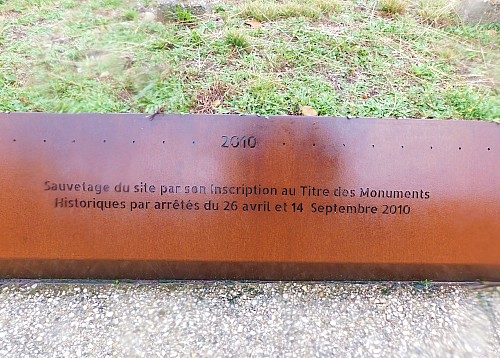 2010
Sauvetage du site par son Inscription au Titre des Monuments
Historiques par arrêtés du 26 avril et 14 Septembre 2010